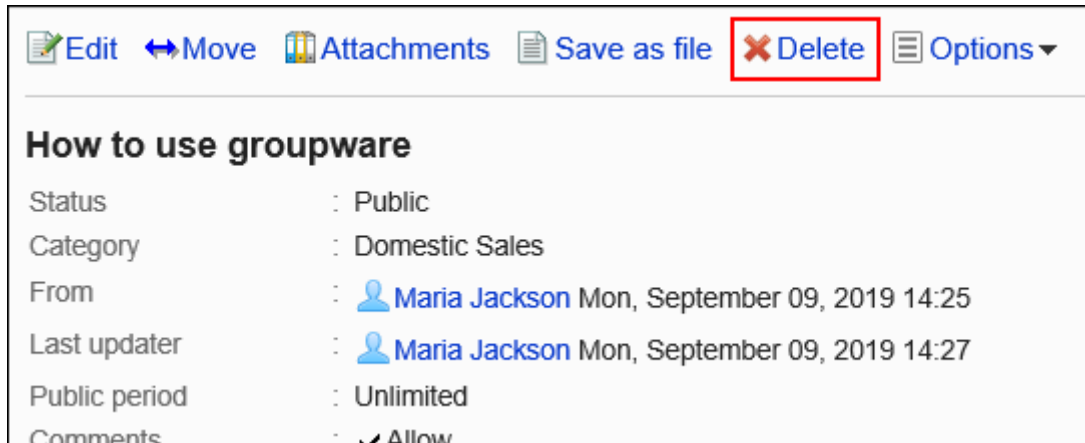 Edit Move Attachments Save as file Delete Options
How to use groupware
Status : Public
Category : Domestic Sales
From : Maria Jackson Mon, September 09, 2019 14:25
Last updater : Maria Jackson Mon, September 09, 2019 14:27
Public period : Unlimited
Comments : Allow